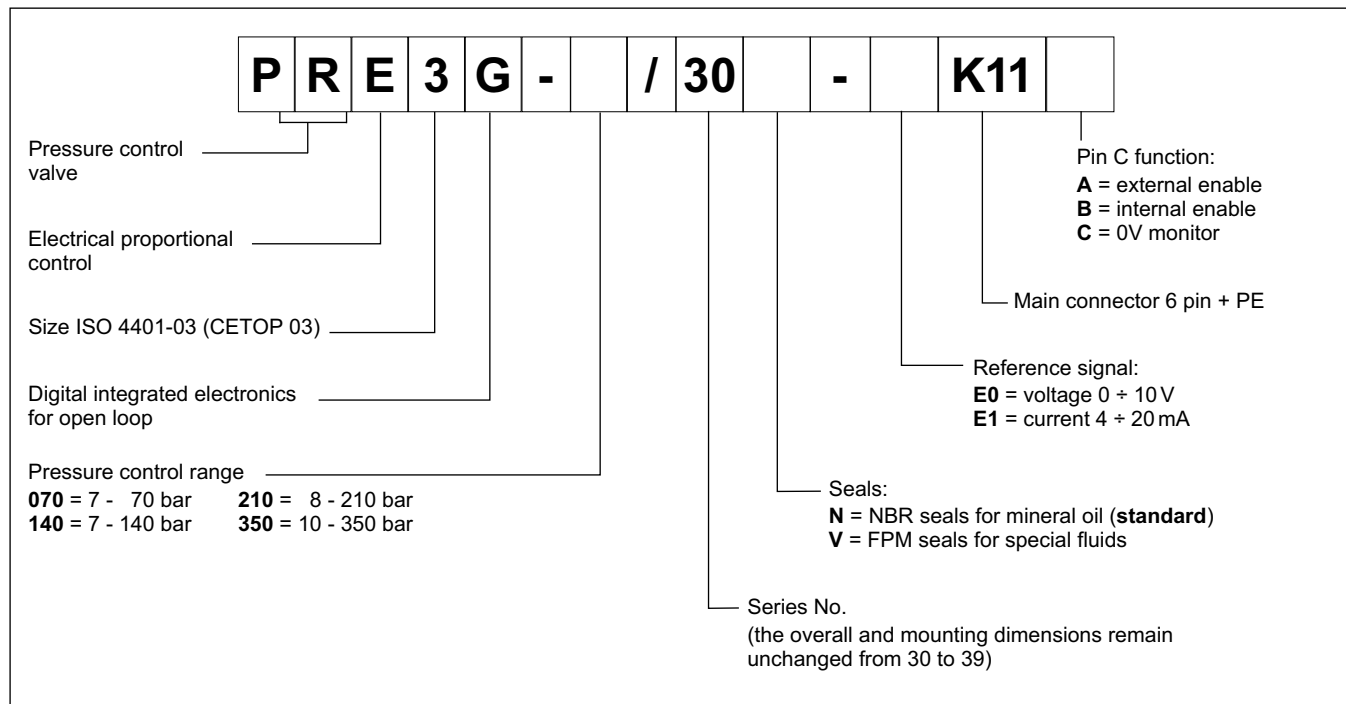 PRE3G- /30 - K11
Pressure control
valve
Electrical proportional
control
Size ISO 4401-03 (CETOP 03)
Digital integrated electronics
for open loop
Pressure control range
070 = 7 - 70 bar 210 = 8 - 210 bar
140 = 7 - 140 bar 350 = 10 - 350 bar
Pin C function:
A = external enable
B = internal enable
C = 0V monitor
Main connector 6 pin + PE
Reference signal:
E0 = voltage 0 ÷ 10 V
E1 = current 4 ÷ 20 mA
Seals:
N = NBR seals for mineral oil (standard)
V = FPM seals for special fluids
Series No.
(the overall and mounting dimensions remain
unchanged from 30 to 39)